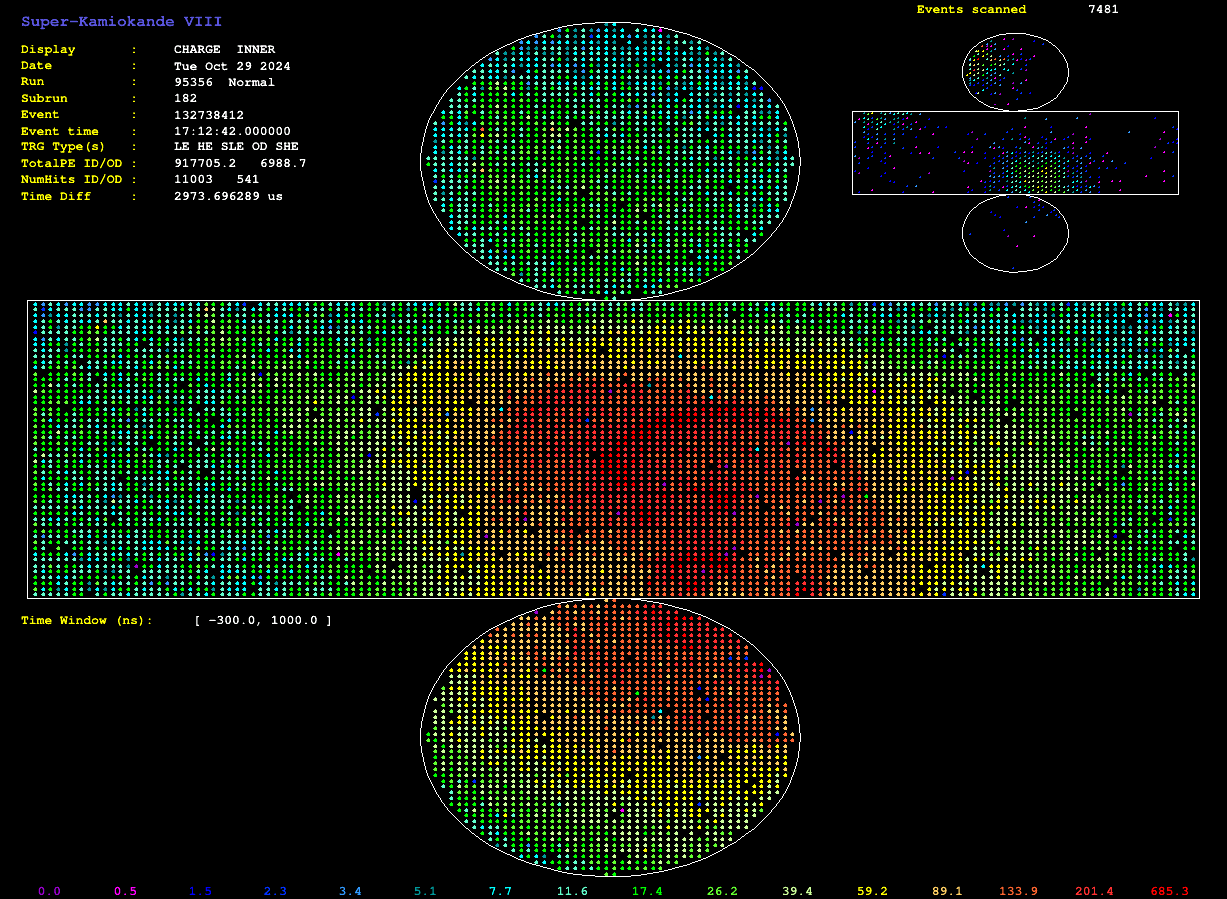 Super-Kamiokande VIII
Display : CHARGE INNER
Date : Tue Oct 29 2024
Run : 95356 Normal
Subrun : 182
Event : 132738412
Event time : 17:12:42.000000
TRG Type(s) : LE HE SLE OD SHE
TotalPE ID/OD : 917705.2 6988.7
NumHits ID/OD : 11003 541
Time Diff : 2973.696289 us
Events scanned 7481
Time Window (ns): [ -300.0, 1000.0 ]
0.0 0.5 1.5 2.3 3.4 5.1 7.7 11.6 17.4 26.2 39.4 59.2 89.1 133.9 201.4 685.3